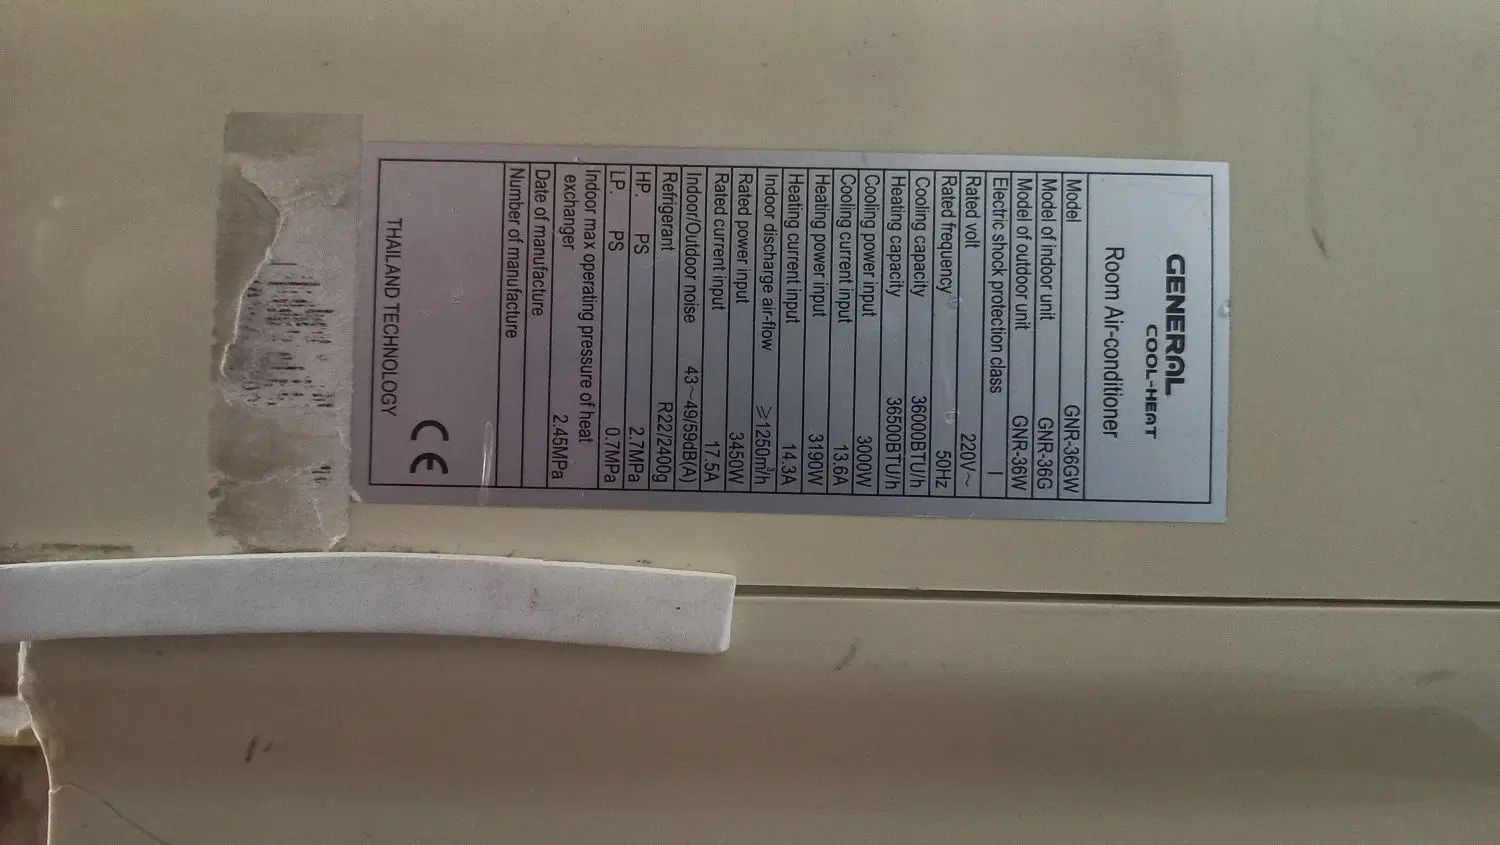 GENERAL
COOL-HEAT
Room Air-conditioner
Model GNR-36GW
Model of indoor unit GNR-36G
Model of outdoor unit GNR-36W
Electric shock protection class I
Rated volt 220V~
Rated frequency 50Hz
Cooling capacity 36000BTU/h
Heating capacity 36500BTU/h
Cooling power input 3000W
Cooling current input 13.6A
Heating power input 3190W
Heating current input 14.3A
Indoor discharge air-flow ≥1250m³/h
Rated power input 3450W
Rated current input 17.5A
Indoor/Outdoor noise 43~49/59dB(A)
Refrigerant R22/2400g
HP. PS 2.7MPa
LP. PS 0.7MPa
Indoor max operating pressure of heat
exchanger 2.45MPa
Date of manufacture
Number of manufacture
CE
THAILAND TECHNOLOGY